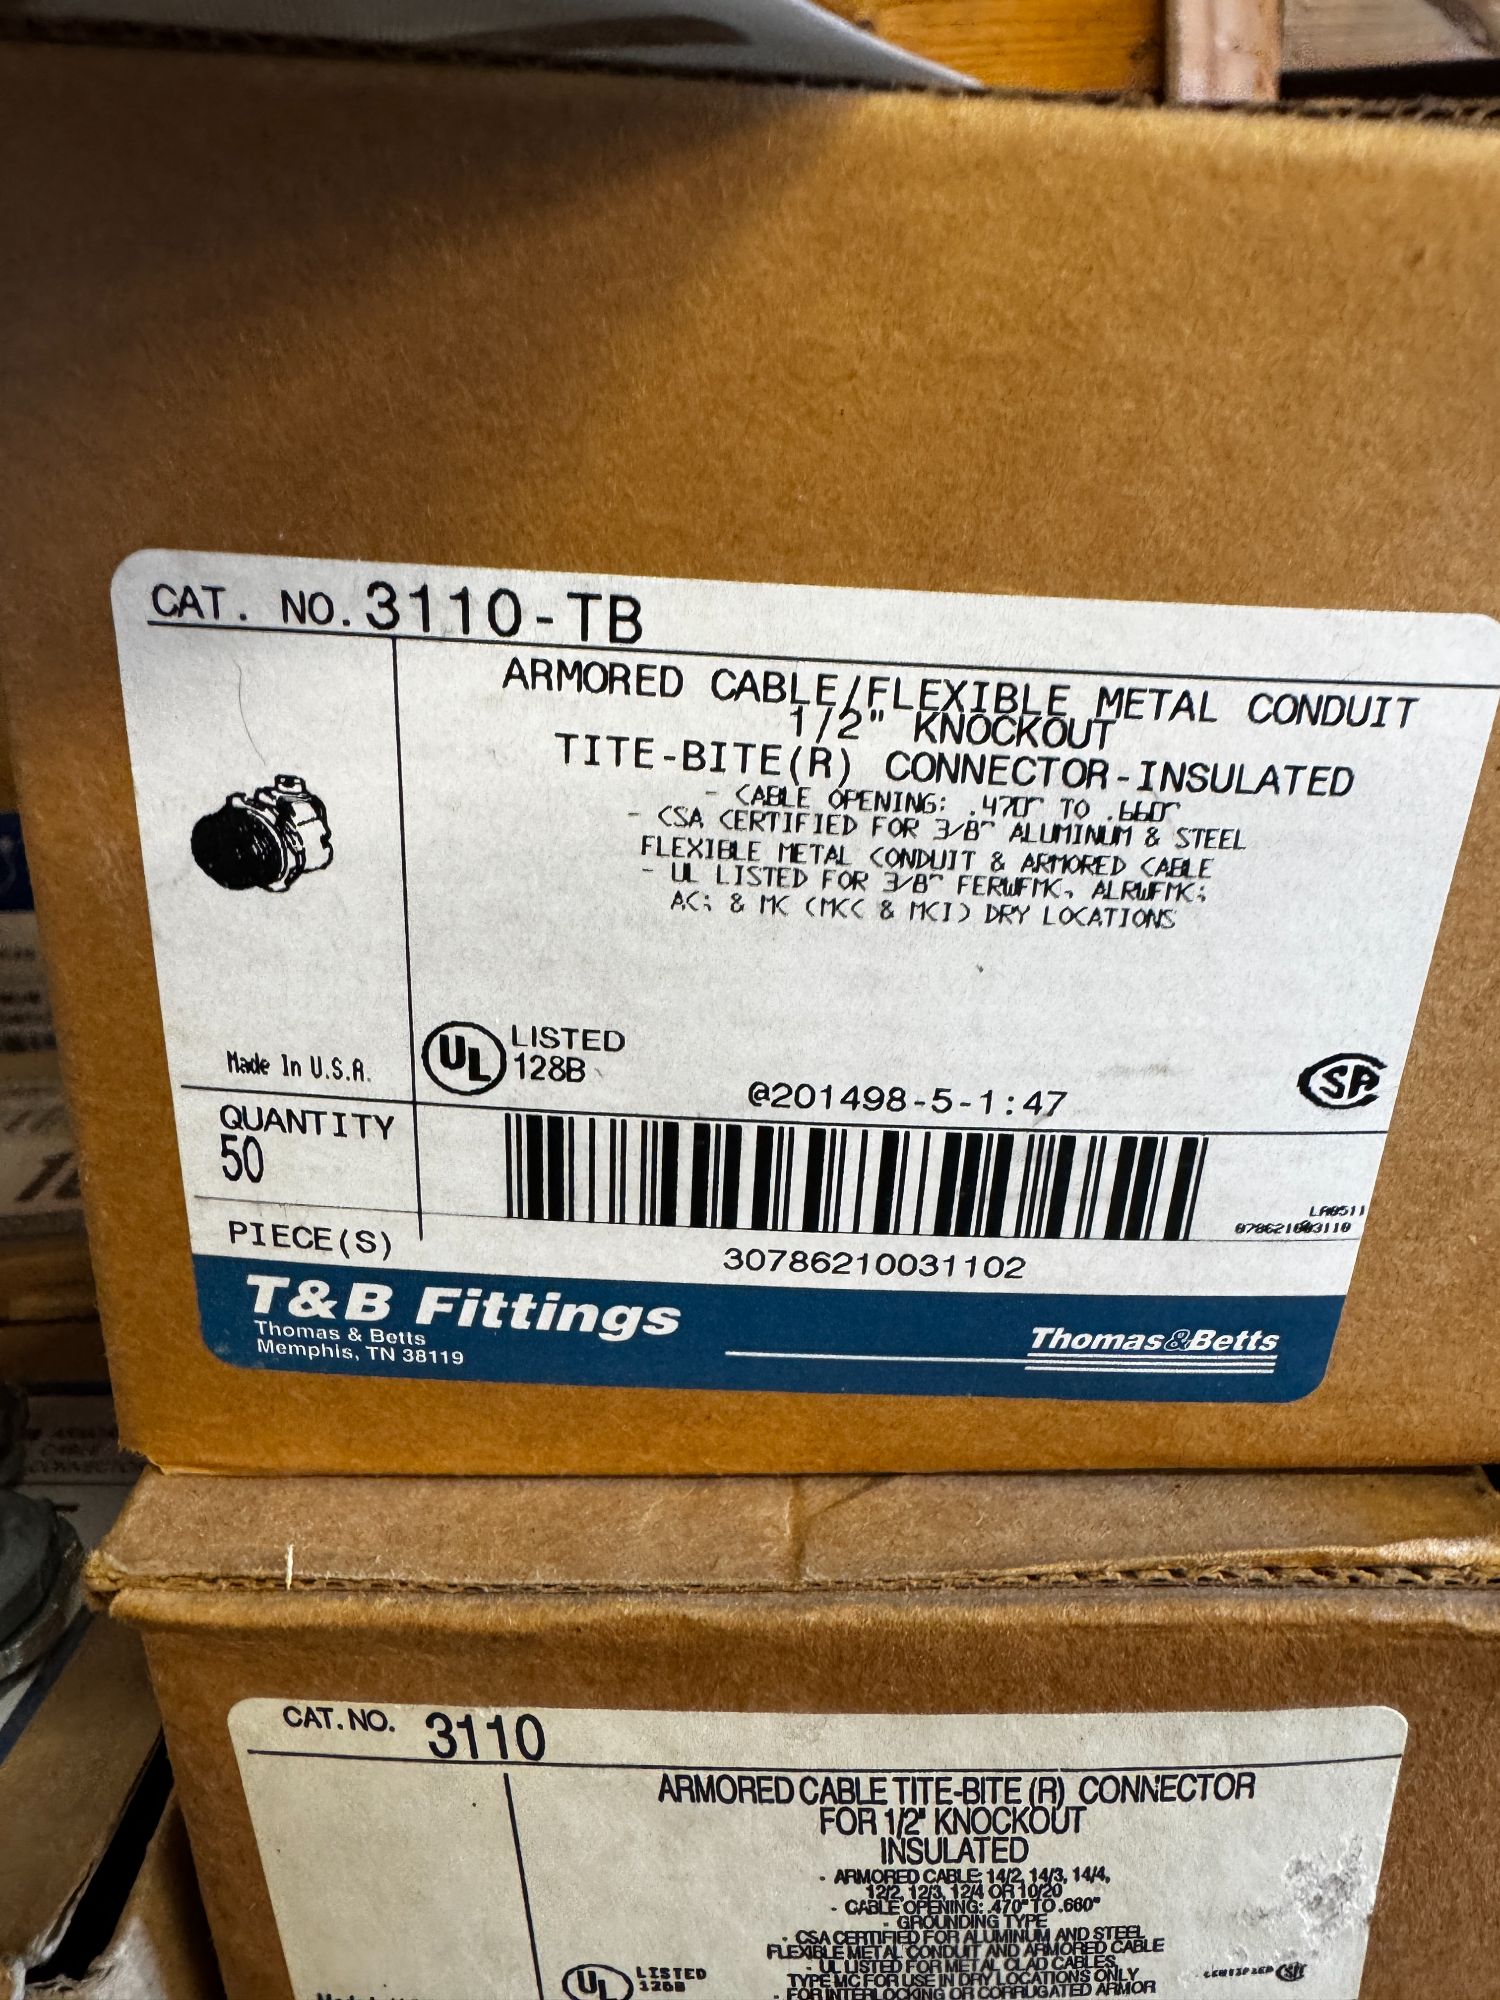 CAT. NO. 3110-TB
ARMORED CABLE/FLEXIBLE METAL CONDUIT
1/2" KNOCKOUT
TITE-BITE(R) CONNECTOR-INSULATED
- CABLE OPENING: .470" TO .660"
- CSA CERTIFIED FOR 3/8" ALUMINUM & STEEL
FLEXIBLE METAL CONDUIT & ARMORED CABLE
- UL LISTED FOR 3/8" FERWFMC, ALRWFMC;
AC; & MC (MCC & MCI) DRY LOCATIONS
Made In U.S.A.
UL LISTED
128B
@201498-5-1:47
QUANTITY
50
PIECE(S)
LA0511
078621003110
30786210031102
T&B Fittings
Thomas & Betts
Memphis, TN 38119
Thomas&Betts
CAT. NO. 3110
ARMORED CABLE TITE-BITE (R) CONNECTOR
FOR 1/2" KNOCKOUT
INSULATED
- ARMORED CABLE: 14/2, 14/3, 14/4,
12/2, 12/3, 12/4 OR 10/20
- CABLE OPENING: .470" TO .660"
- GROUNDING TYPE
- CSA CERTIFIED FOR ALUMINUM AND STEEL
FLEXIBLE METAL CONDUIT AND ARMORED CABLE
- UL LISTED FOR METAL CLAD CABLES,
TYPE MC FOR USE IN DRY LOCATIONS ONLY
- FOR INTERLOCKING OR CORRUGATED ARMOR
UL LISTED
128B
CERTIFIED